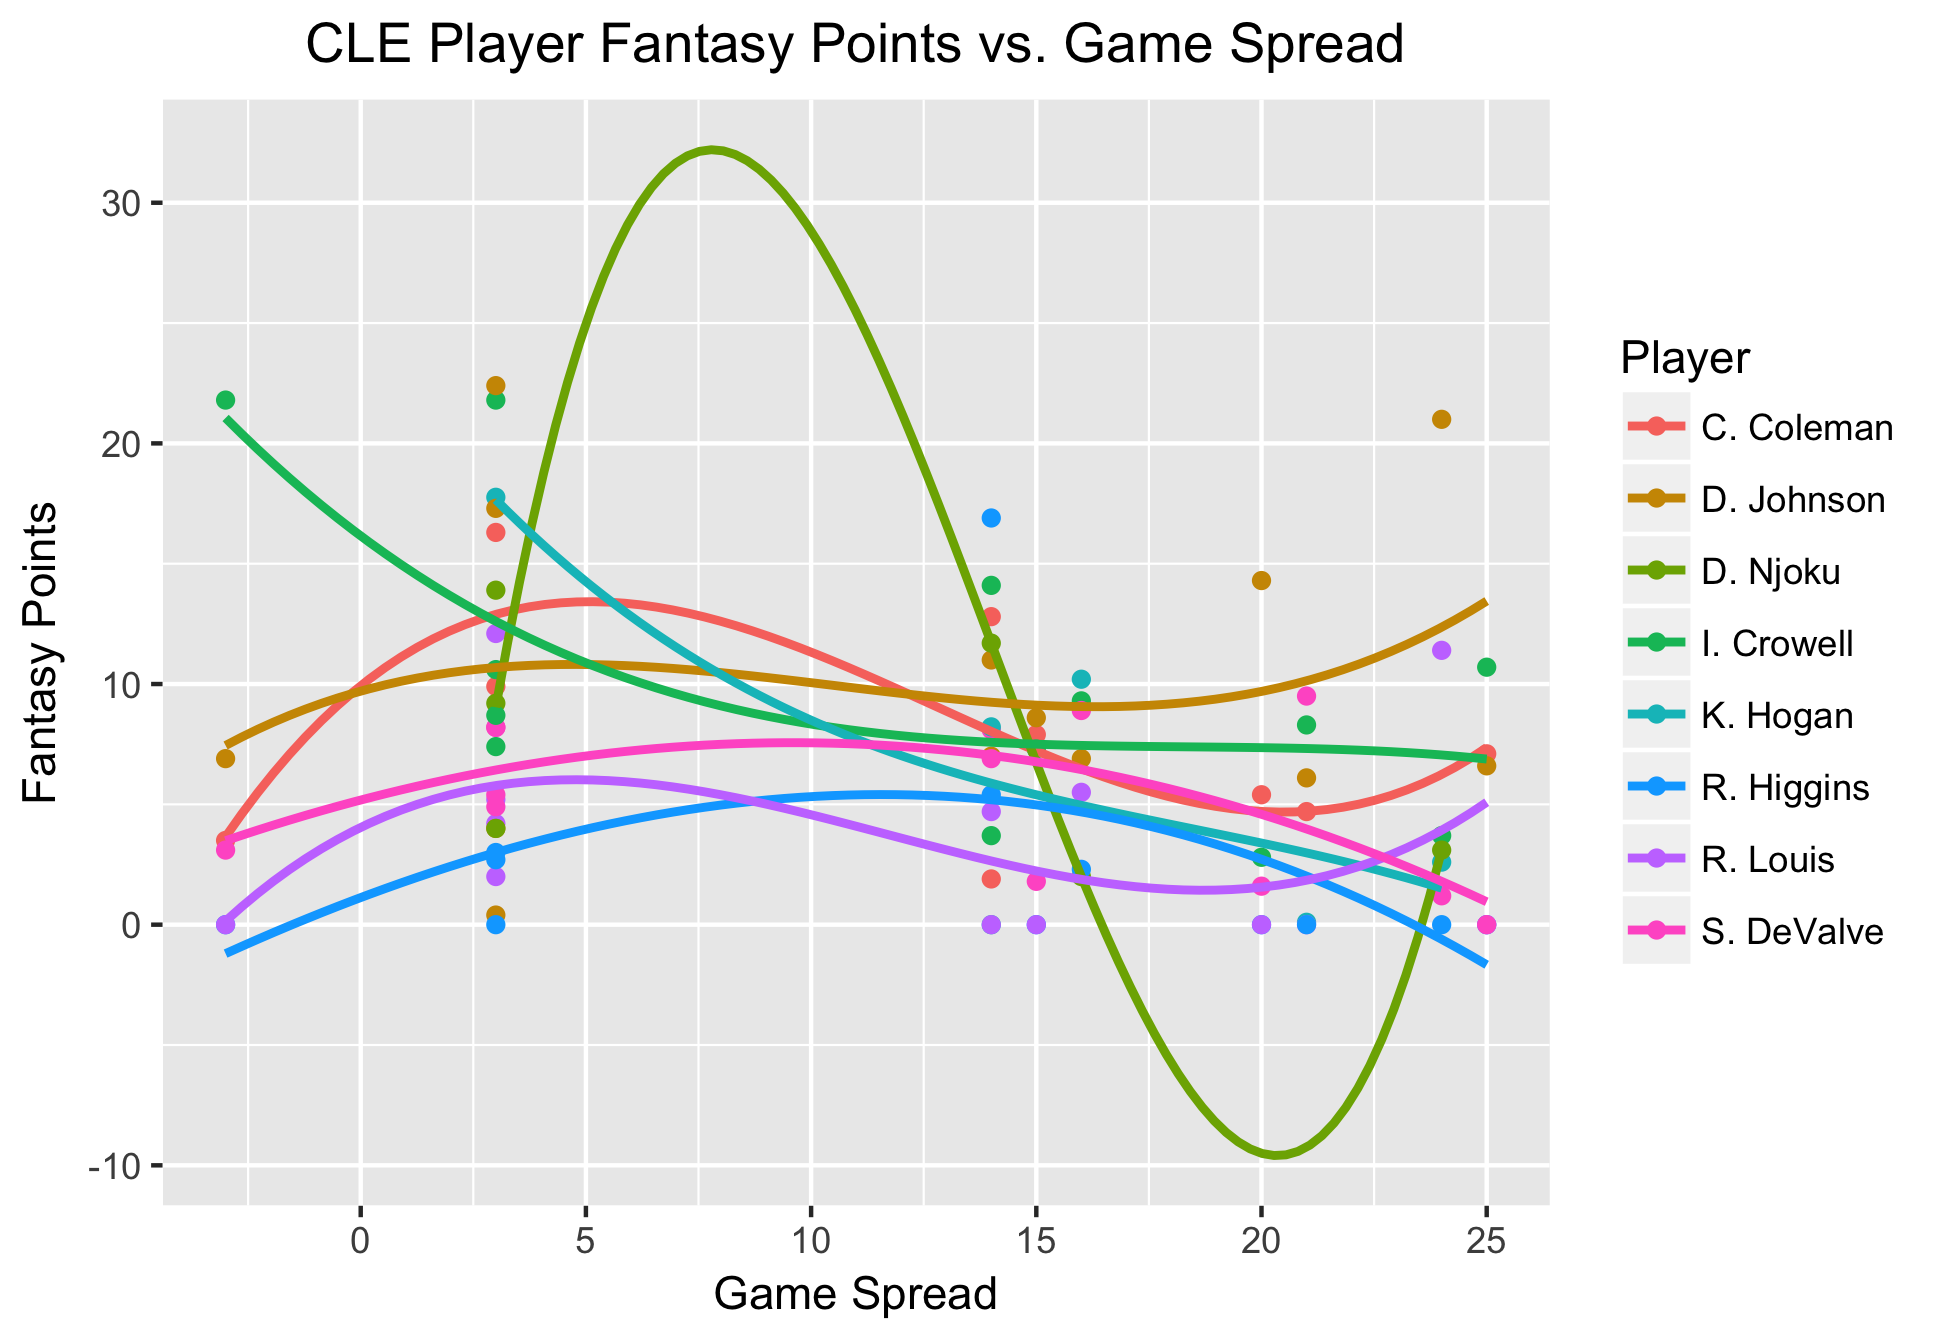 CLE Player Fantasy Points vs. Game Spread
Fantasy Points
30
20
10
0
-10
0 5 10 15 20 25
Game Spread
Player
C. Coleman
D. Johnson
D. Njoku
I. Crowell
K. Hogan
R. Higgins
R. Louis
S. DeValve